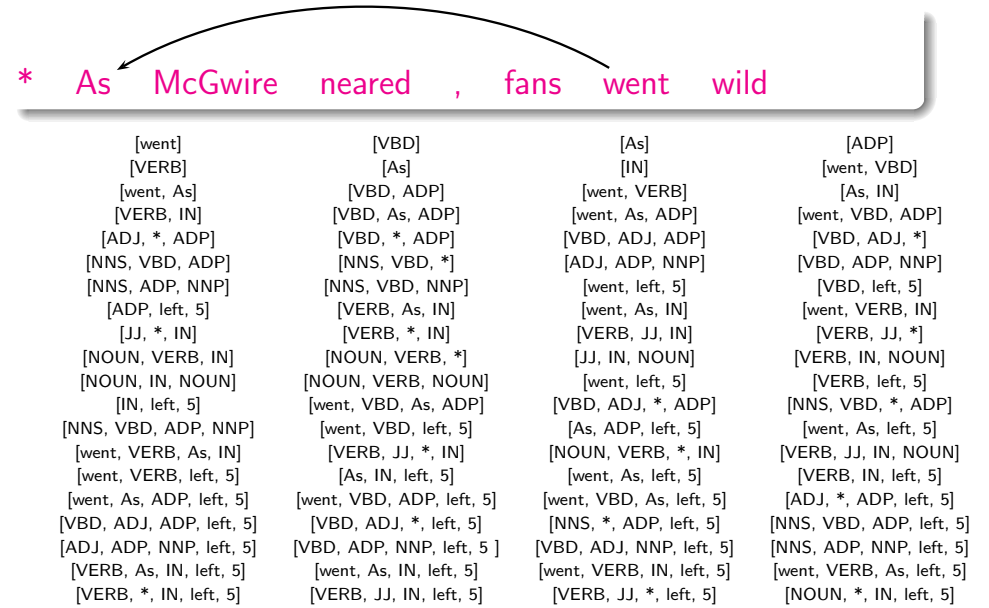 * As McGwire neared , fans went wild
[went] [VBD] [As] [ADP]
[VERB] [As] [IN] [went, VBD]
[went, As] [VBD, ADP] [went, VERB] [As, IN]
[VERB, IN] [VBD, As, ADP] [went, As, ADP] [went, VBD, ADP]
[ADJ, *, ADP] [VBD, *, ADP] [VBD, ADJ, ADP] [VBD, ADJ, *]
[NNS, VBD, ADP] [NNS, VBD, *] [ADJ, ADP, NNP] [VBD, ADP, NNP]
[NNS, ADP, NNP] [NNS, VBD, NNP] [went, left, 5] [VBD, left, 5]
[ADP, left, 5] [VERB, As, IN] [went, As, IN] [went, VERB, IN]
[JJ, *, IN] [VERB, *, IN] [VERB, JJ, IN] [VERB, JJ, *]
[NOUN, VERB, IN] [NOUN, VERB, *] [JJ, IN, NOUN] [VERB, IN, NOUN]
[NOUN, IN, NOUN] [NOUN, VERB, NOUN] [went, left, 5] [VERB, left, 5]
[IN, left, 5] [went, VBD, As, ADP] [VBD, ADJ, *, ADP] [NNS, VBD, *, ADP]
[NNS, VBD, ADP, NNP] [went, VBD, left, 5] [As, ADP, left, 5] [went, As, left, 5]
[went, VERB, As, IN] [VERB, JJ, *, IN] [NOUN, VERB, *, IN] [VERB, JJ, IN, NOUN]
[went, VERB, left, 5] [As, IN, left, 5] [went, As, left, 5] [VERB, IN, left, 5]
[went, As, ADP, left, 5] [went, VBD, ADP, left, 5] [went, VBD, As, left, 5] [ADJ, *, ADP, left, 5]
[VBD, ADJ, ADP, left, 5] [VBD, ADJ, *, left, 5] [NNS, *, ADP, left, 5] [NNS, VBD, ADP, left, 5]
[ADJ, ADP, NNP, left, 5] [VBD, ADP, NNP, left, 5 ] [VBD, ADJ, NNP, left, 5] [NNS, ADP, NNP, left, 5]
[VERB, As, IN, left, 5] [went, As, IN, left, 5] [went, VERB, IN, left, 5] [went, VERB, As, left, 5]
[VERB, *, IN, left, 5] [VERB, JJ, IN, left, 5] [VERB, JJ, *, left, 5] [NOUN, *, IN, left, 5]